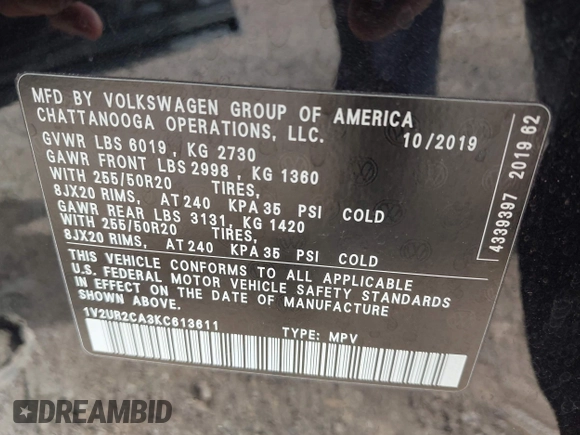 MFD BY VOLKSWAGEN GROUP OF AMERICA
CHATTANOOGA OPERATIONS, LLC.
10/2019
GVWR LBS 6019, KG 2730
GAWR FRONT LBS 2998, KG 1360
WITH 255/50R20 TIRES,
8JX20 RIMS, AT 240 KPA 35 PSI COLD
GAWR REAR LBS 3131, KG 1420
WITH 255/50R20 TIRES,
8JX20 RIMS, AT 240 KPA 35 PSI COLD
THIS VEHICLE CONFORMS TO ALL APPLICABLE
U.S. FEDERAL MOTOR VEHICLE SAFETY STANDARDS
IN EFFECT ON THE DATE OF MANUFACTURE
SHOWN ABOVE.
1V2UR2CA3KC613611 TYPE: MPV
4339397 2019 62
DREAMBID